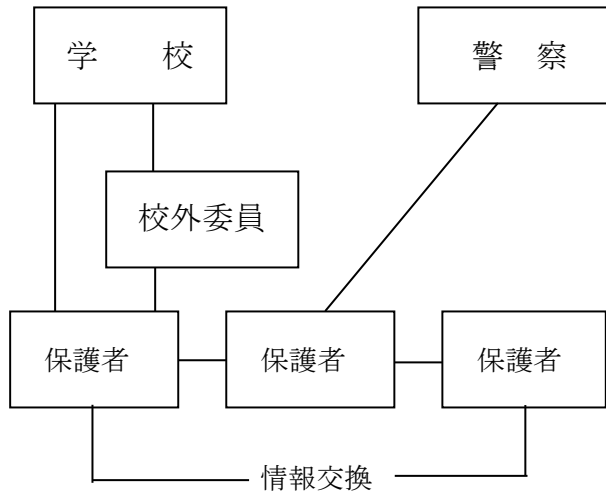 学　校
警　察
校外委員
保護者
保護者
保護者
情報交換